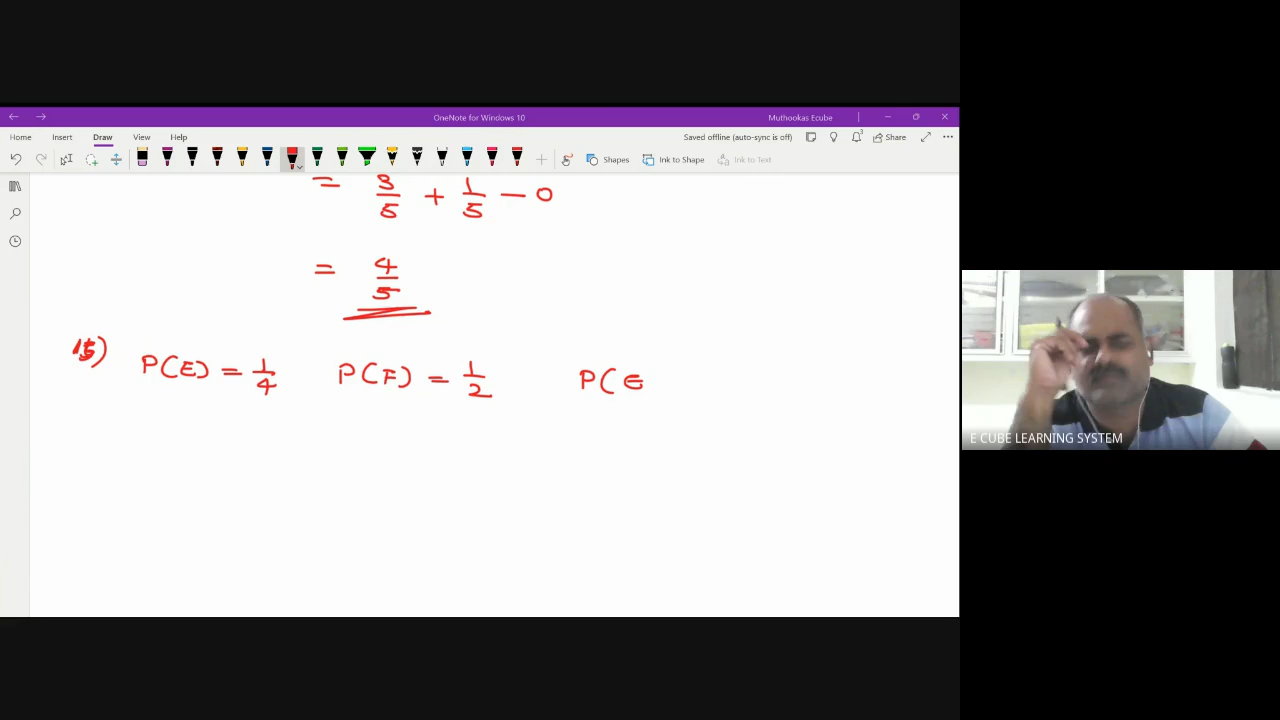 OneNote for Windows 10
Muthookas Ecube
Home Insert Draw View Help
Saved offline (auto-sync is off)
Share
Shapes
Ink to Shape
Ink to Text
= 3/5 + 1/5 - 0
= 4/5
15) P(E) = 1/4 P(F) = 1/2 P(E
E CUBE LEARNING SYSTEM